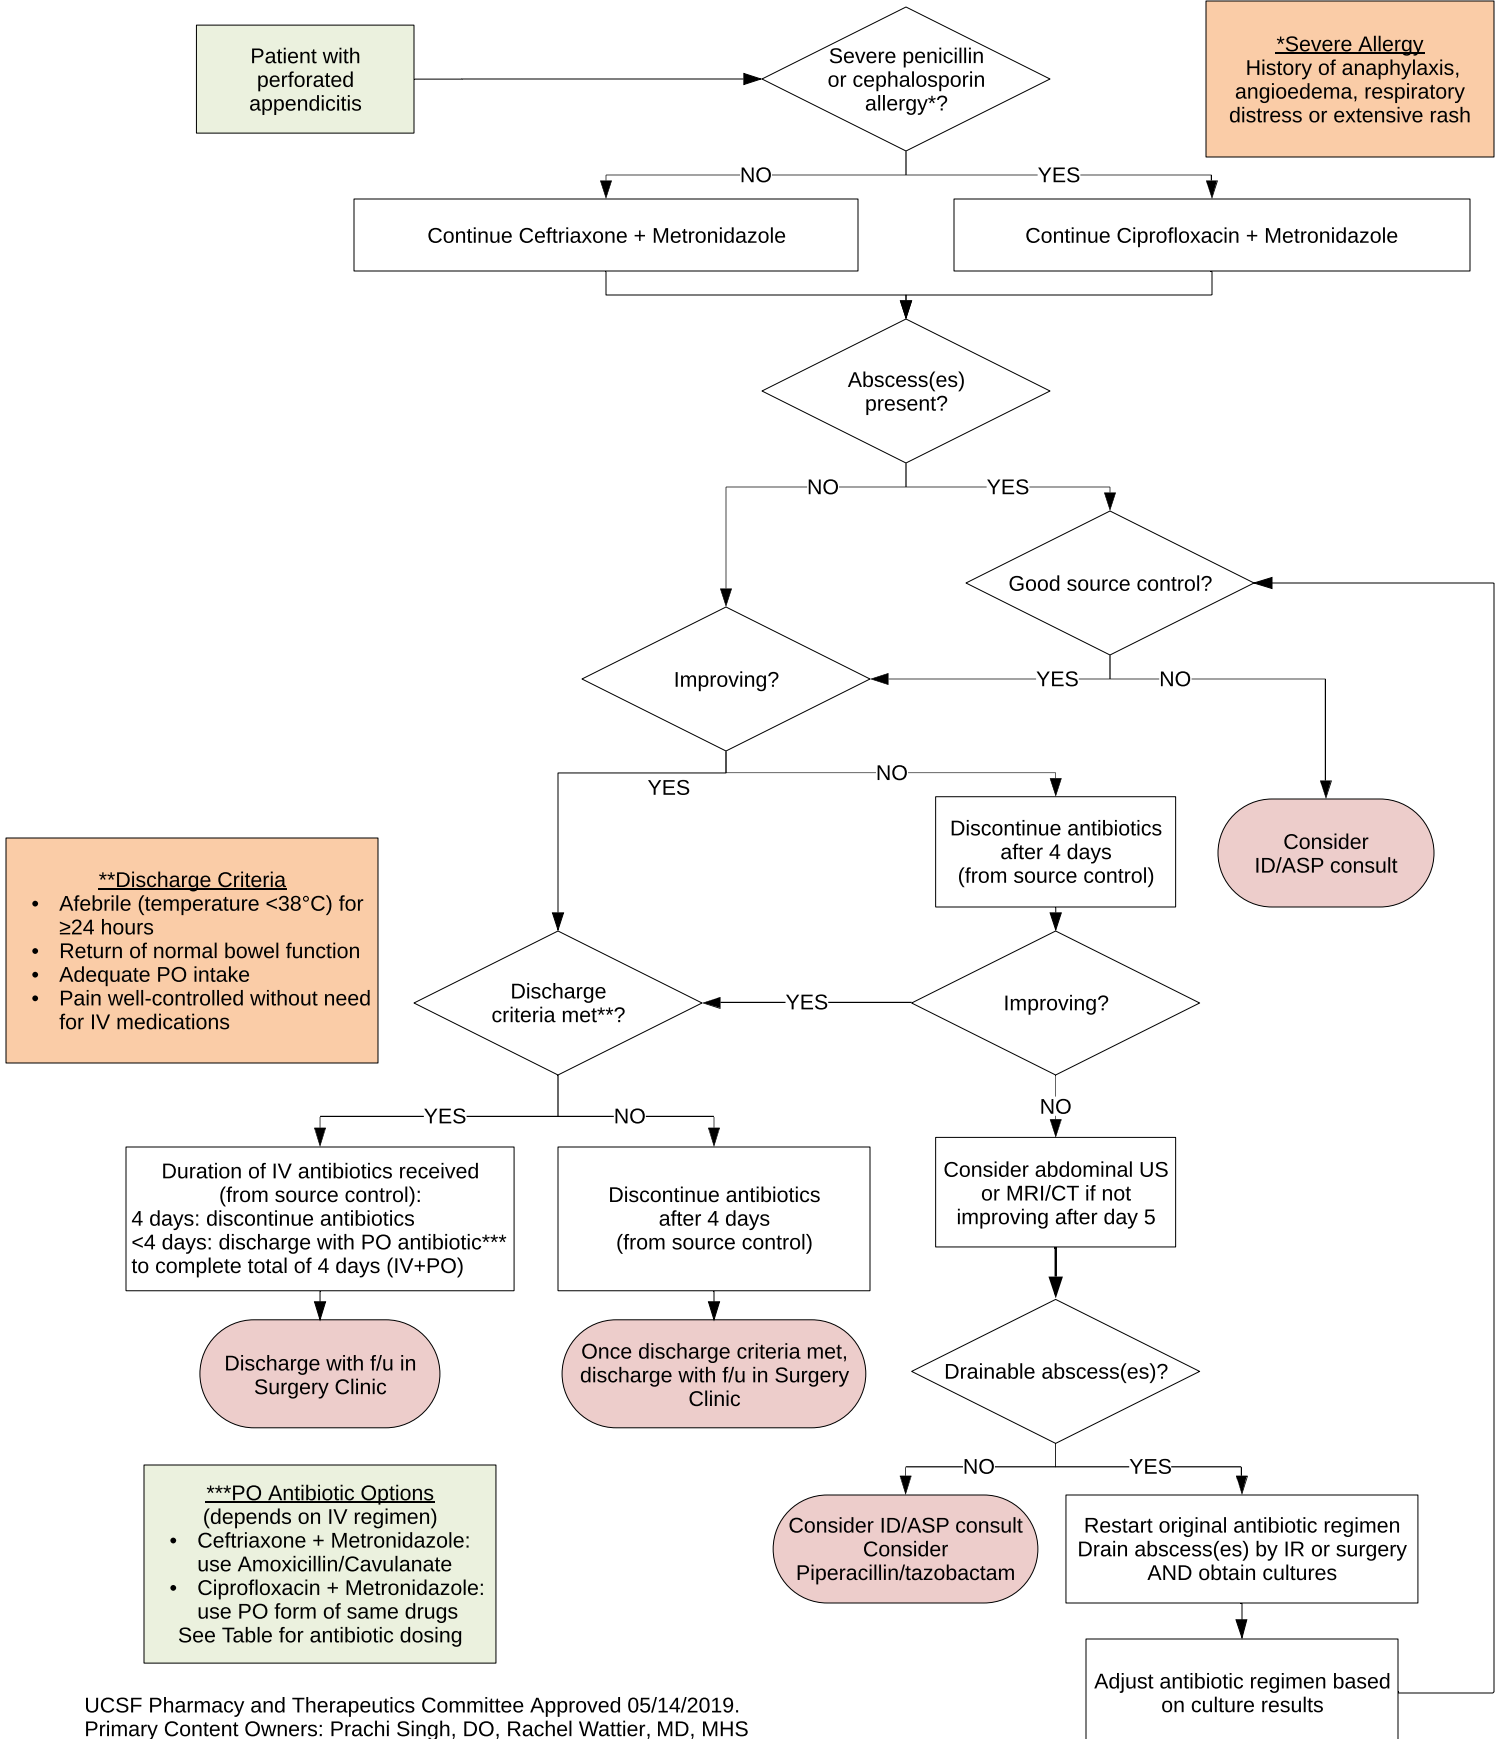 Patient with
perforated
appendicitis
Severe penicillin
or cephalosporin
allergy*?
*Severe Allergy
History of anaphylaxis,
angioedema, respiratory
distress or extensive rash
NO
YES
Continue Ceftriaxone + Metronidazole
Continue Ciprofloxacin + Metronidazole
Abscess(es)
present?
NO
YES
Good source control?
Improving?
YES
NO
YES
NO
Discontinue antibiotics
after 4 days
(from source control)
Consider
ID/ASP consult
**Discharge Criteria
• Afebrile (temperature <38°C) for
≥24 hours
• Return of normal bowel function
• Adequate PO intake
• Pain well-controlled without need
for IV medications
Discharge
criteria met**?
YES
Improving?
YES
NO
NO
Duration of IV antibiotics received
(from source control):
4 days: discontinue antibiotics
<4 days: discharge with PO antibiotic***
to complete total of 4 days (IV+PO)
Discontinue antibiotics
after 4 days
(from source control)
Consider abdominal US
or MRI/CT if not
improving after day 5
Discharge with f/u in
Surgery Clinic
Once discharge criteria met,
discharge with f/u in Surgery
Clinic
Drainable abscess(es)?
NO
YES
***PO Antibiotic Options
(depends on IV regimen)
• Ceftriaxone + Metronidazole:
use Amoxicillin/Cavulanate
• Ciprofloxacin + Metronidazole:
use PO form of same drugs
See Table for antibiotic dosing
Consider ID/ASP consult
Consider
Piperacillin/tazobactam
Restart original antibiotic regimen
Drain abscess(es) by IR or surgery
AND obtain cultures
Adjust antibiotic regimen based
on culture results
UCSF Pharmacy and Therapeutics Committee Approved 05/14/2019.
Primary Content Owners: Prachi Singh, DO, Rachel Wattier, MD, MHS